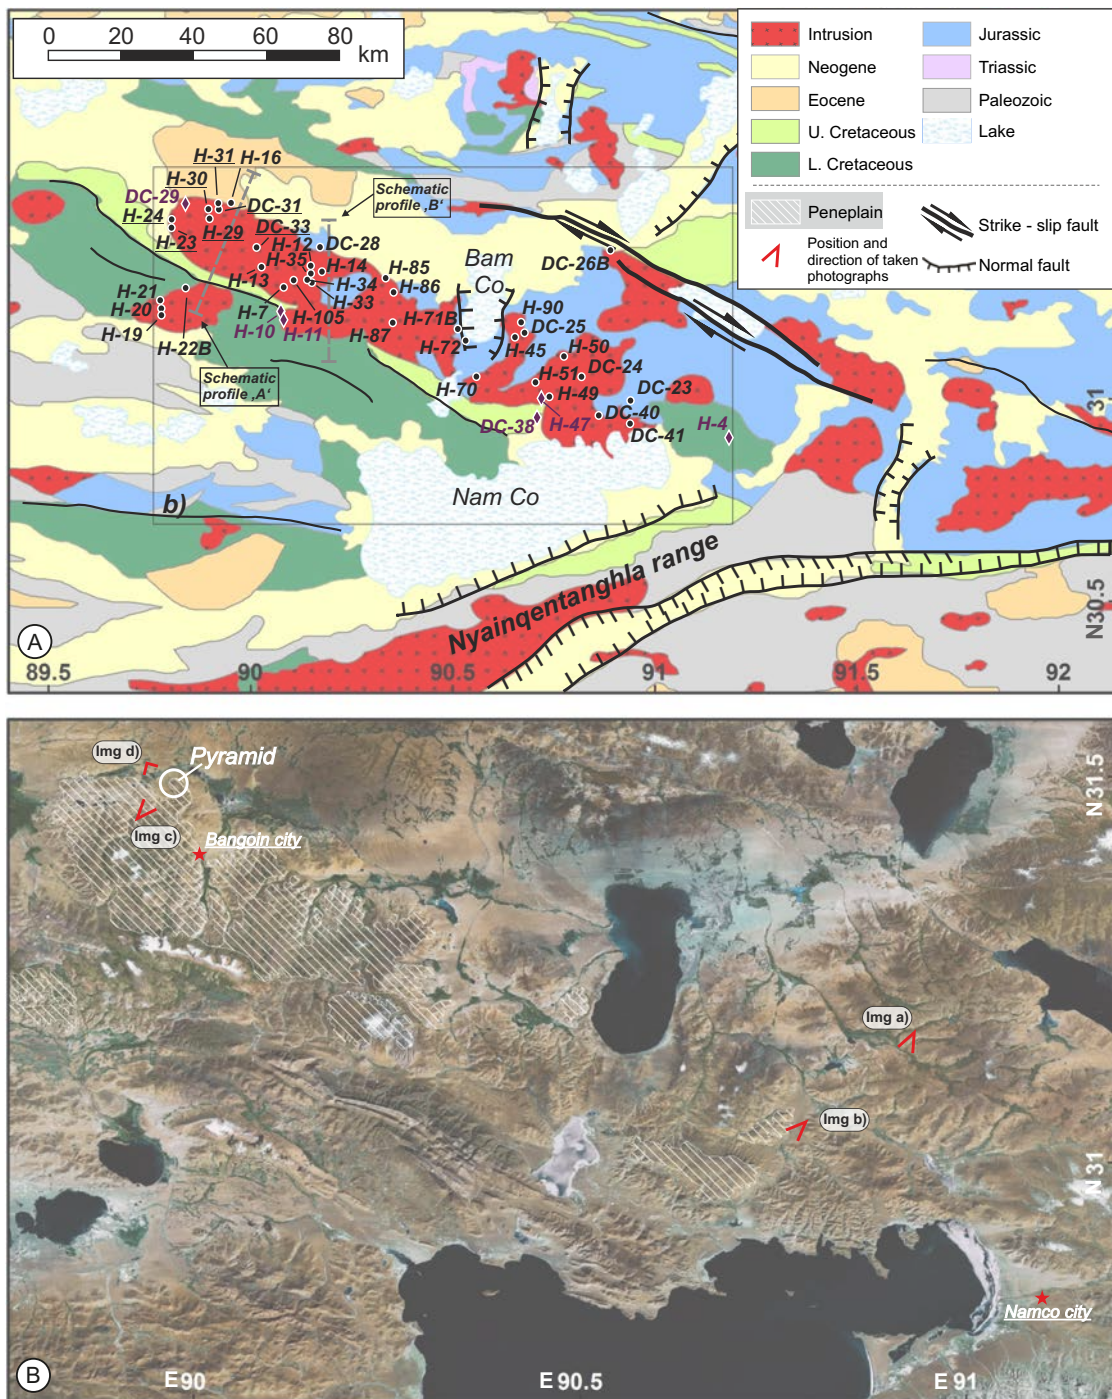 0 20 40 60 80
km
Intrusion
Neogene
Eocene
U. Cretaceous
L. Cretaceous
Jurassic
Triassic
Paleozoic
Lake
Peneplain
Position and
direction of taken
photographs
Strike - slip fault
Normal fault
H-31
H-16
H-30
DC-29
DC-31
H-24
H-29
H-23
DC-33
H-12
DC-28
H-35
H-14
H-13
H-34
H-33
H-85
H-86
Schematic
profile ‚B‘
Bam
Co
DC-26B
H-21
H-20
H-19
H-22B
H-7
H-10
H-11
H-105
H-87
H-71B
H-72
H-90
DC-25
H-45
H-50
H-51
DC-24
H-70
H-49
DC-23
DC-40
DC-38
H-47
DC-41
H-4
Schematic
profile ‚A‘
31
b)
Nam Co
Nyainqentanghla range
N30.5
A
89.5 90 90.5 91 91.5 92
Img d)
Pyramid
N 31.5
Img c)
Bangoin city
Img a)
Img b)
N 31
Namco city
B
E 90 E 90.5 E 91